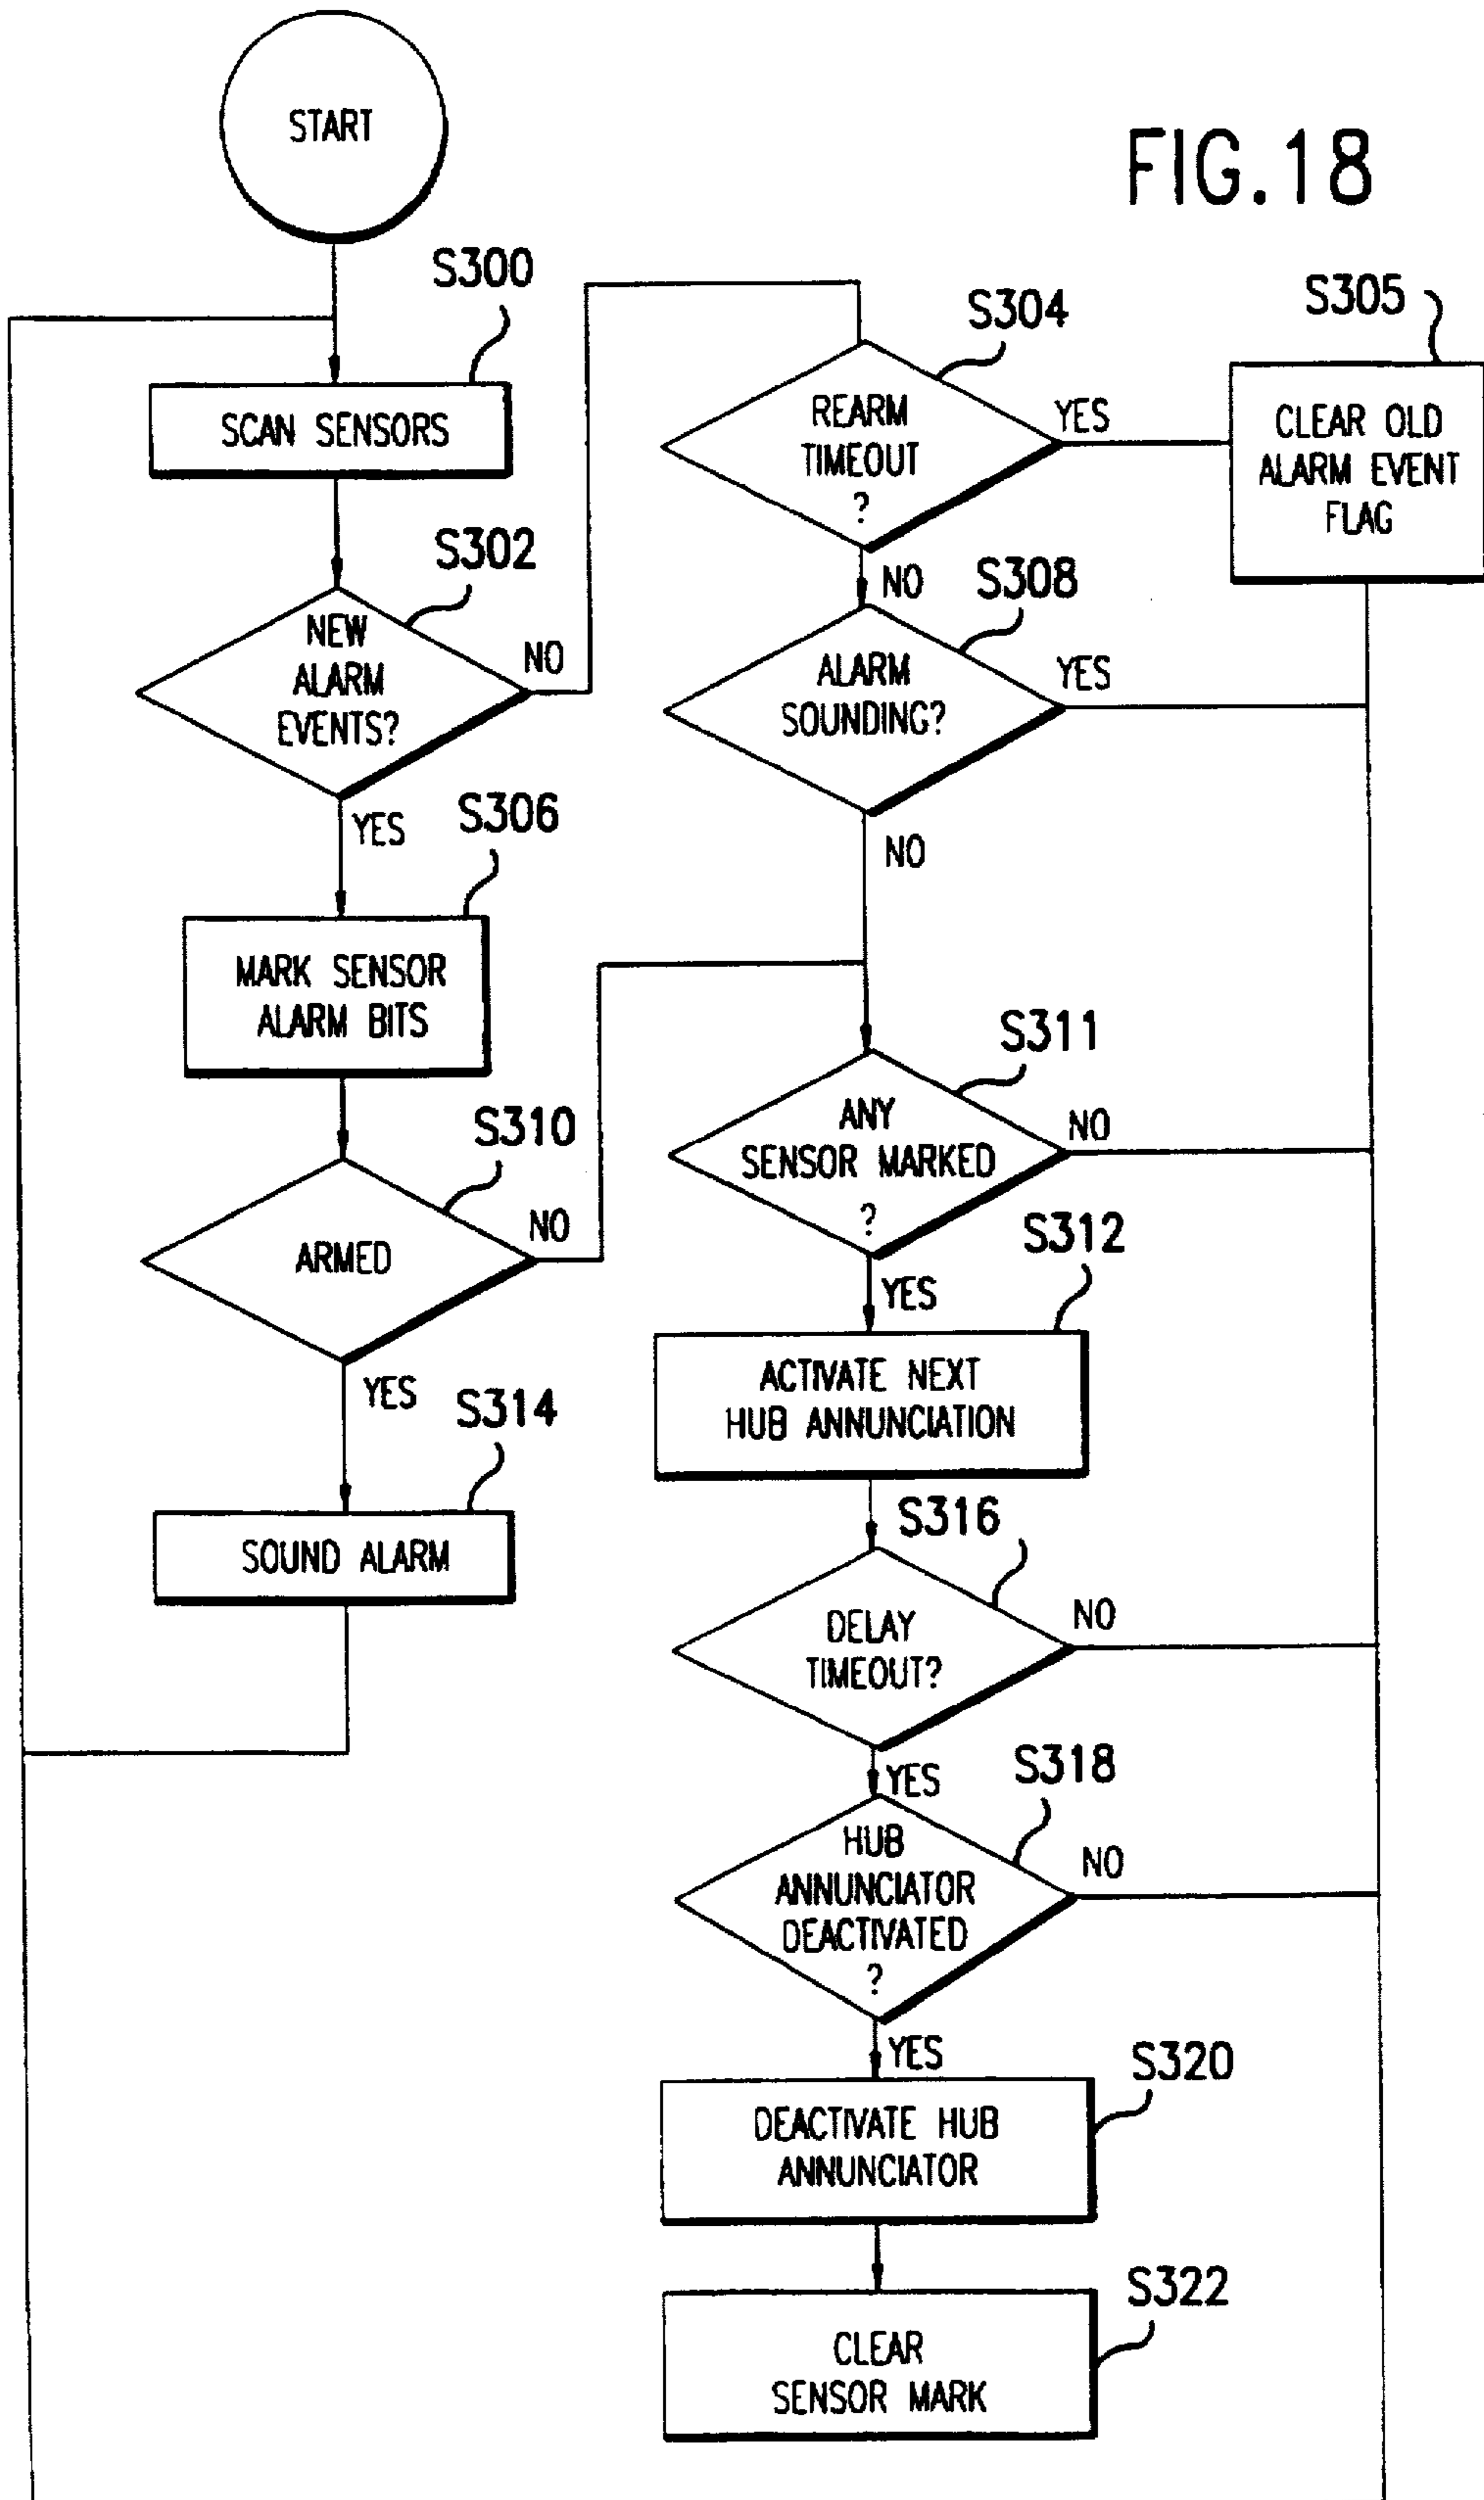 START
FIG.18
S300
SCAN SENSORS
S302
NEW
ALARM
EVENTS?
NO
YES
S306
MARK SENSOR
ALARM BITS
S310
ARMED
NO
YES
S314
SOUND ALARM
S304
REARM
TIMEOUT
?
YES
NO
S305
CLEAR OLD
ALARM EVENT
FLAG
S308
ALARM
SOUNDING?
YES
NO
S311
ANY
SENSOR MARKED
?
NO
YES
S312
ACTIVATE NEXT
HUB ANNUNCIATION
S316
DELAY
TIMEOUT?
NO
YES
S318
HUB
ANNUNCIATOR
DEACTIVATED
?
NO
YES
S320
DEACTIVATE HUB
ANNUNCIATOR
S322
CLEAR
SENSOR MARK